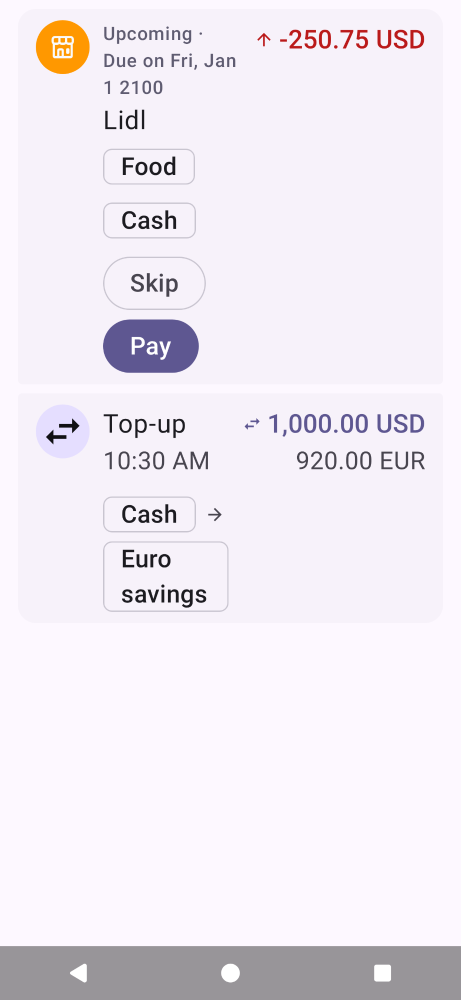 Upcoming ·
Due on Fri, Jan
1 2100
-250.75 USD
Lidl
Food
Cash
Skip
Pay
Top-up
1,000.00 USD
10:30 AM
920.00 EUR
Cash →
Euro
savings